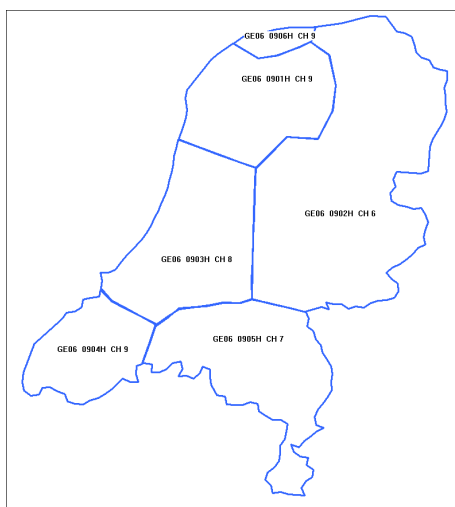 GE06 0906H CH 9
GE06 0901H CH 9
GE06 0902H CH 6
GE06 0903H CH 8
GE06 0905H CH 7
GE06 0904H CH 9